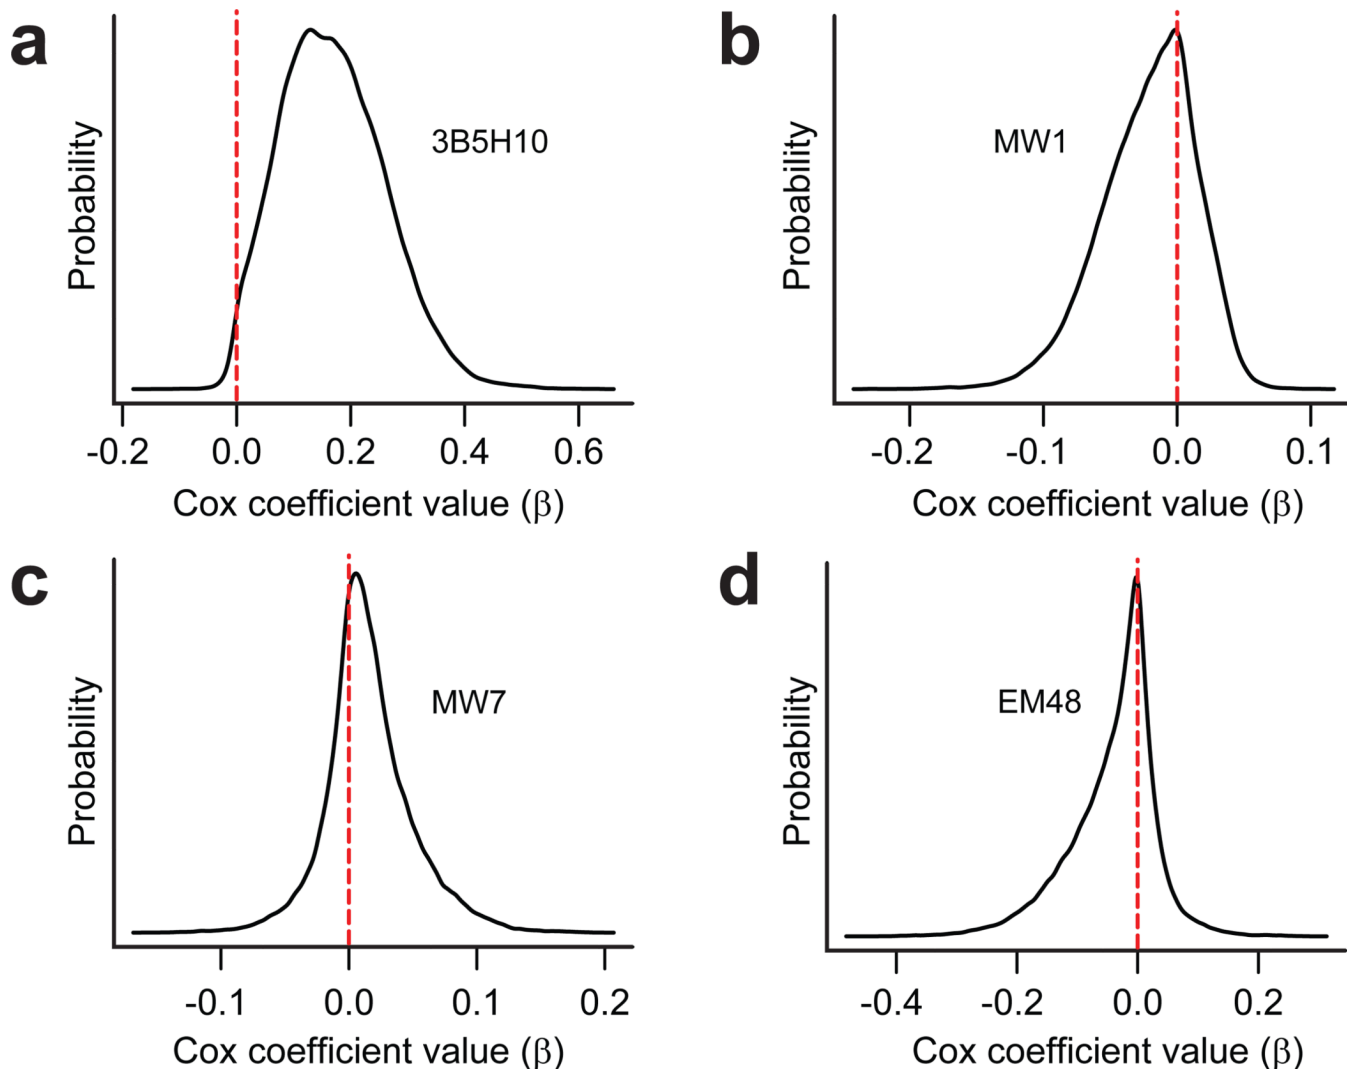 a
Probability
3B5H10
-0.2 0.0 0.2 0.4 0.6
Cox coefficient value (β)
b
Probability
MW1
-0.2 -0.1 0.0 0.1
Cox coefficient value (β)
c
Probability
MW7
-0.1 0.0 0.1 0.2
Cox coefficient value (β)
d
Probability
EM48
-0.4 -0.2 0.0 0.2
Cox coefficient value (β)